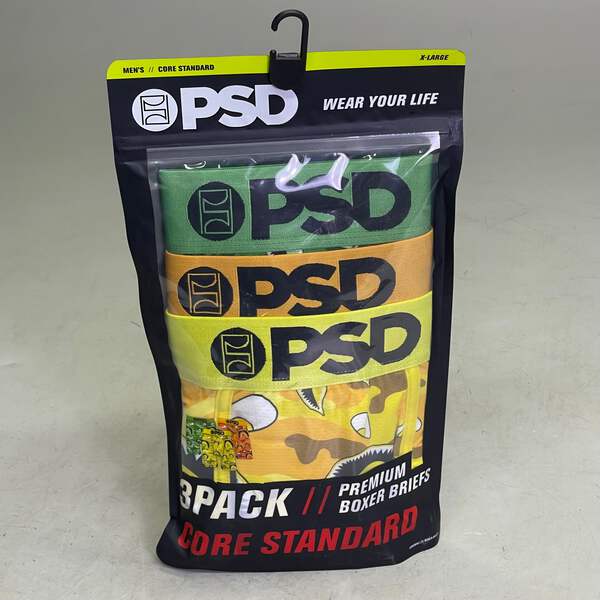 MEN'S // CORE STANDARD
X-LARGE
PSD
WEAR YOUR LIFE
PSD
PSD
PSD
3PACK // PREMIUM
BOXER BRIEFS
CORE STANDARD